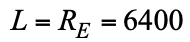 L = R_E = 6400